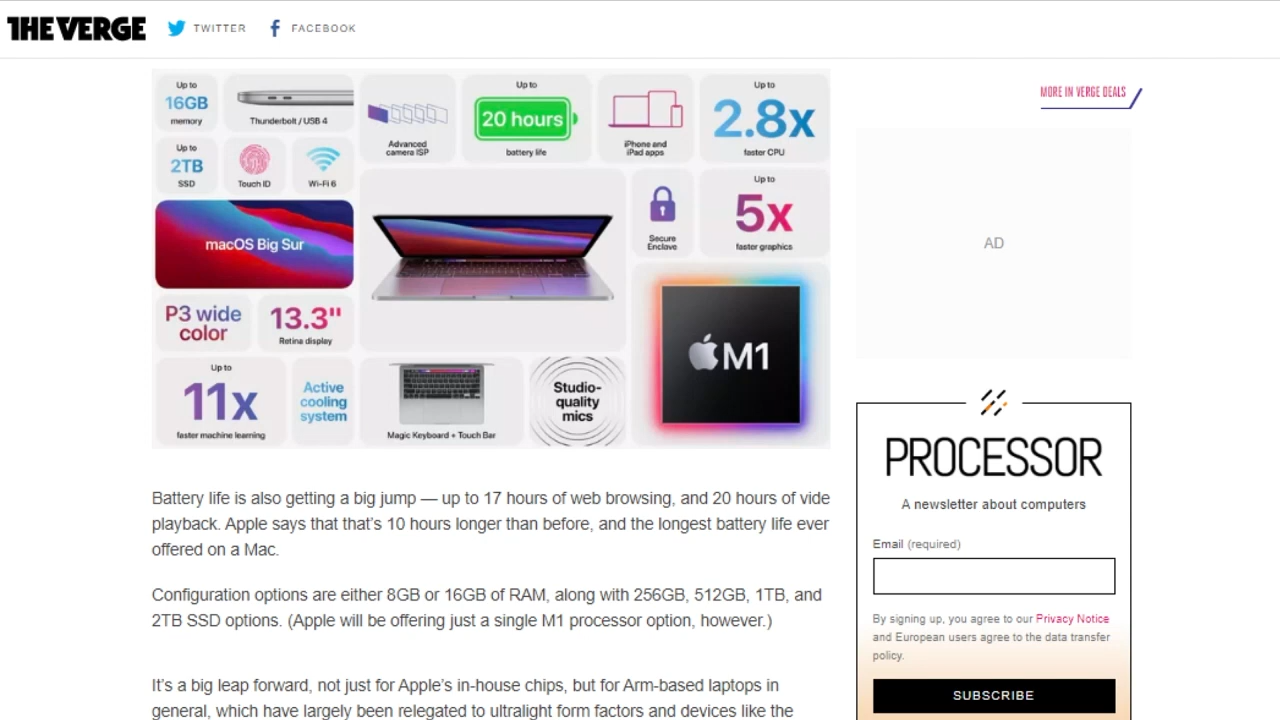 THE VERGE
TWITTER
FACEBOOK
Up to
16GB
memory
Thunderbolt / USB 4
Advanced
camera ISP
Up to
20 hours
battery life
iPhone and
iPad apps
Up to
2.8x
faster CPU
Up to
2TB
SSD
Touch ID
Wi-Fi 6
Secure
Enclave
Up to
5x
faster graphics
macOS Big Sur
P3 wide
color
13.3"
Retina display
M1
Up to
11x
faster machine learning
Active
cooling
system
Magic Keyboard + Touch Bar
Studio-
quality
mics
Battery life is also getting a big jump — up to 17 hours of web browsing, and 20 hours of vide
playback. Apple says that that's 10 hours longer than before, and the longest battery life ever
offered on a Mac.
Configuration options are either 8GB or 16GB of RAM, along with 256GB, 512GB, 1TB, and
2TB SSD options. (Apple will be offering just a single M1 processor option, however.)
It's a big leap forward, not just for Apple's in-house chips, but for Arm-based laptops in
general, which have largely been relegated to ultralight form factors and devices like the
MORE IN VERGE DEALS
AD
PROCESSOR
A newsletter about computers
Email (required)
By signing up, you agree to our Privacy Notice
and European users agree to the data transfer
policy.
SUBSCRIBE